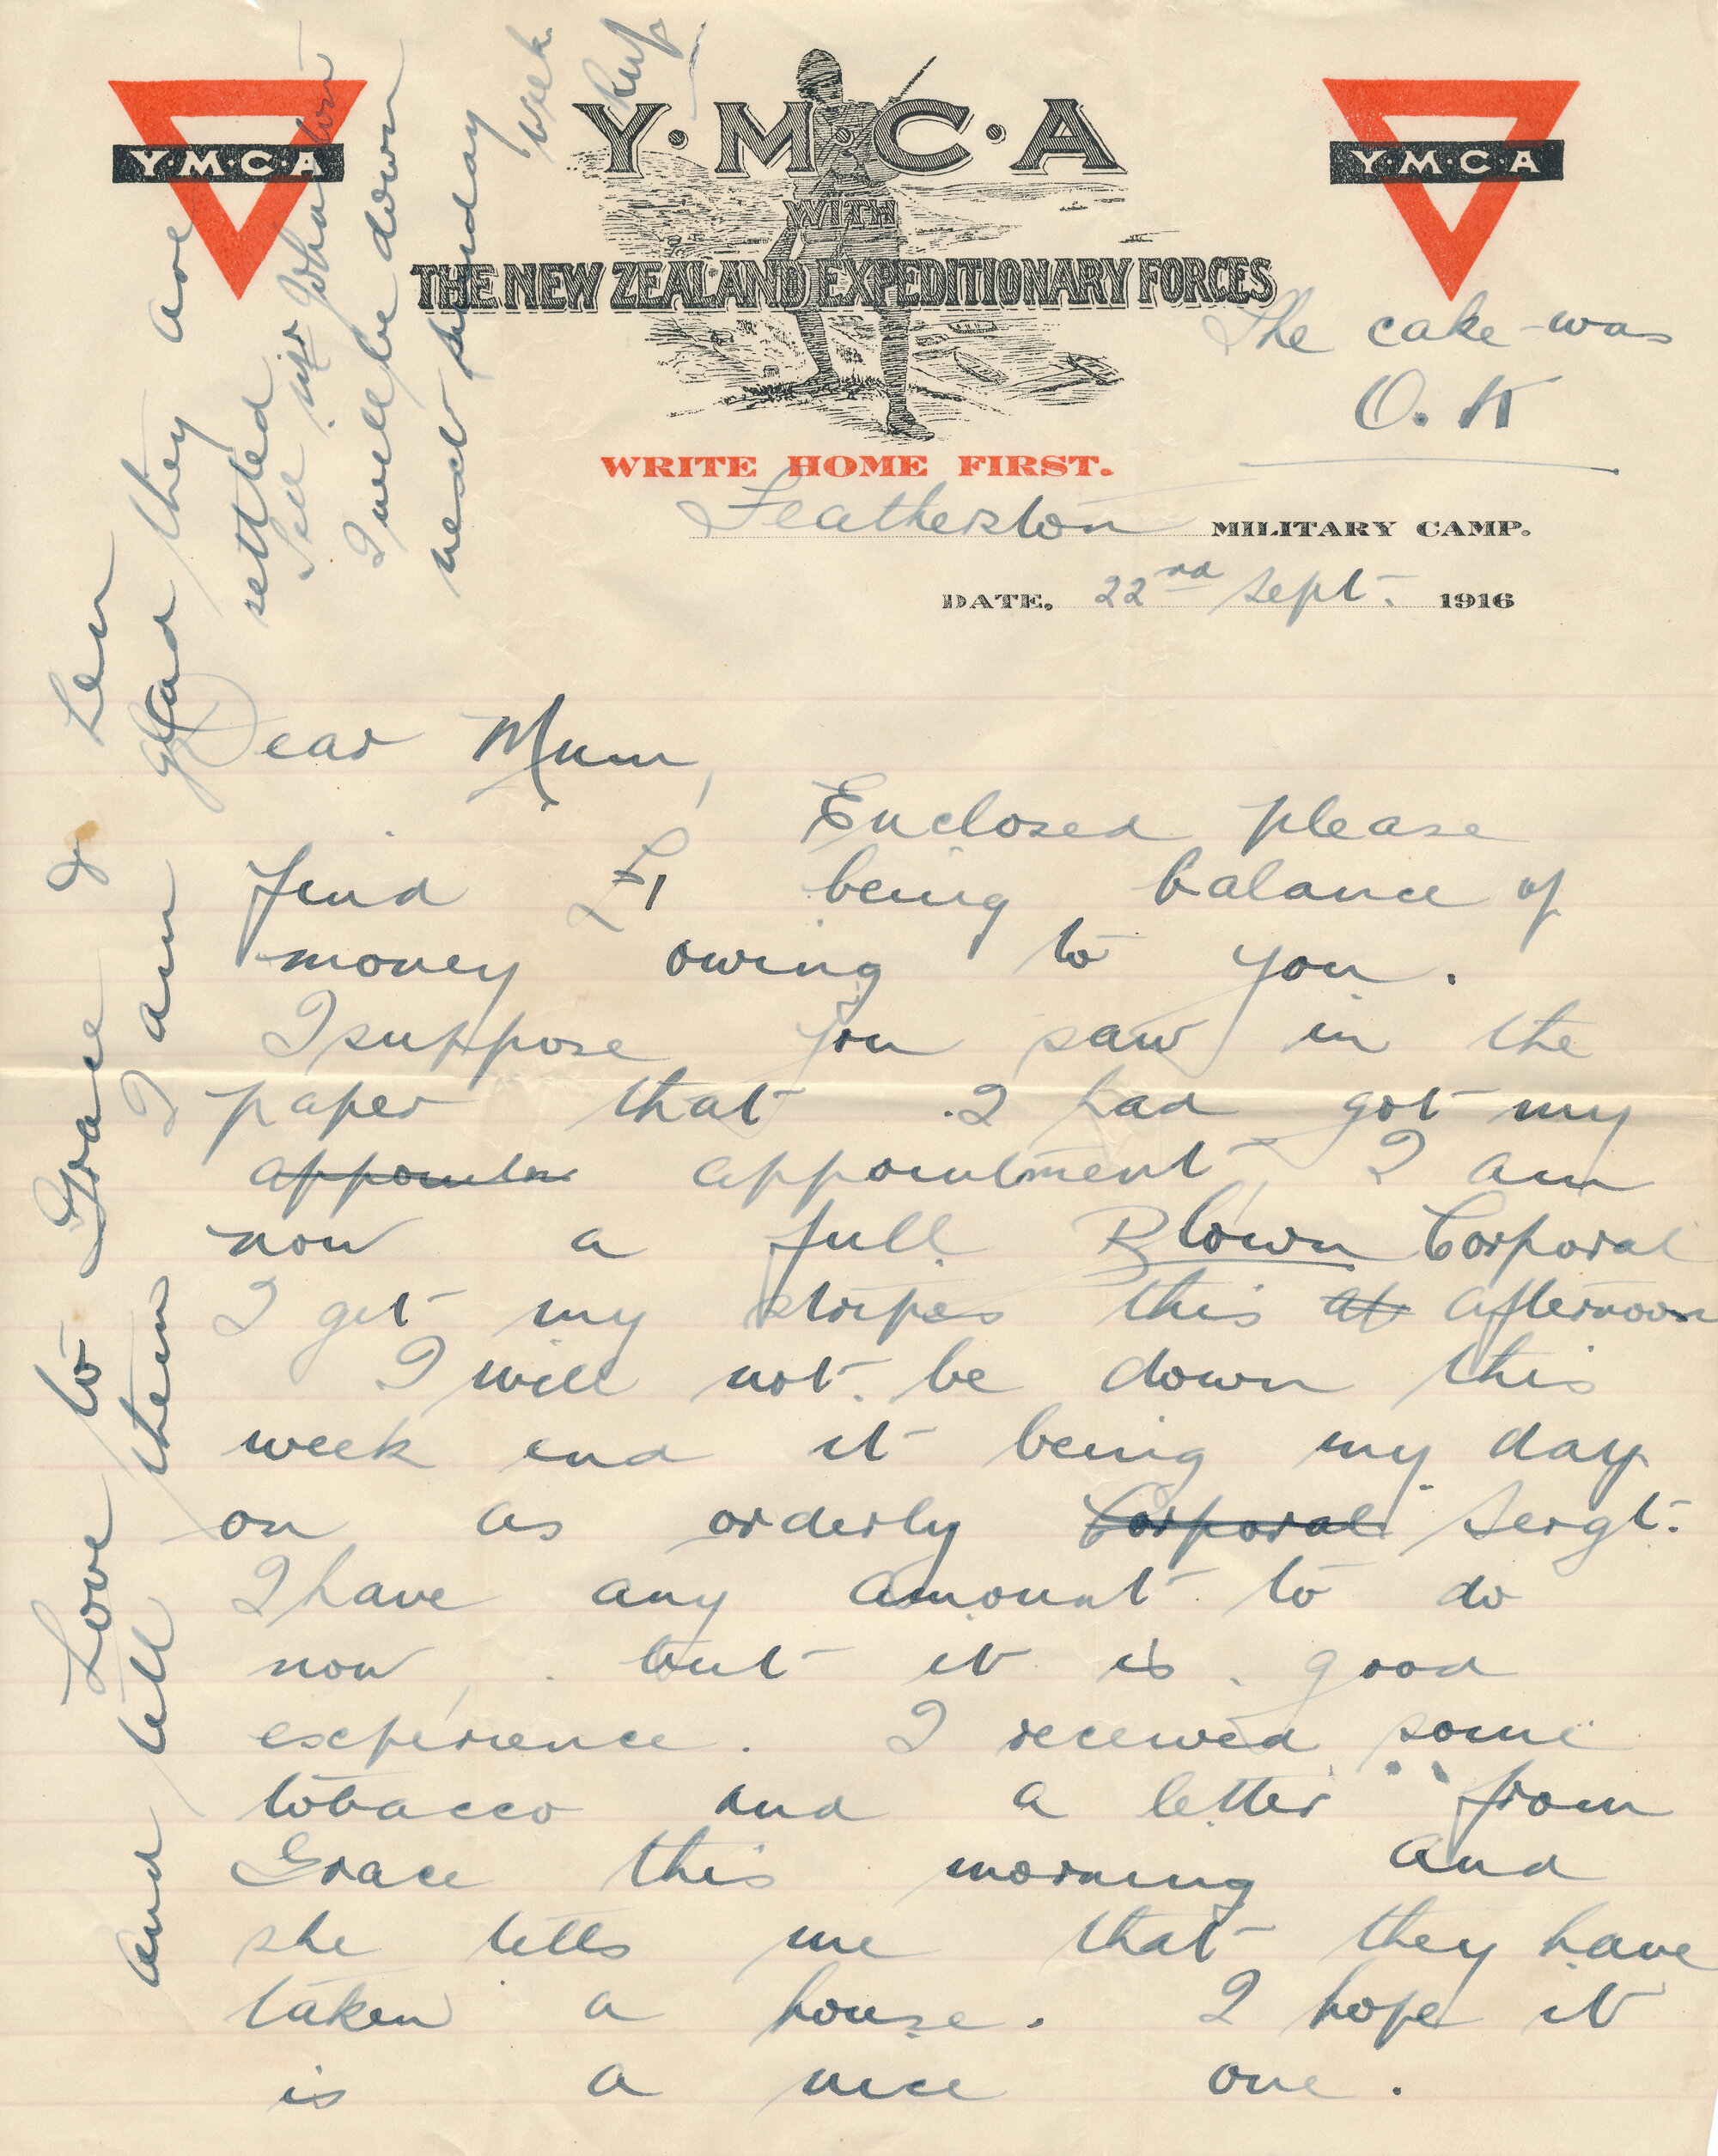 Y·M·C·A
Y·M·C·A
Y·M·C·A
WITH
THE NEW ZEALAND EXPEDITIONARY FORCES
The cake was
O.K
WRITE HOME FIRST.
Featherston MILITARY CAMP.
DATE. 22nd Sept. 1916
Dear Mum,
Enclosed please
find £1 being balance of
money owing to you.
I suppose you saw in the
paper that I had got my
appointm appointment, I am
now a full Blown Corporal
I get my stripes this af afternoon
I will not be down this
week end it being my day
on as orderly Corporal Sergt.
I have any amount to do
now, but it is good
experience. I received some
tobacco and a letter from
Grace this morning and
she tells me that they have
taken a house. I hope it
is a nice one.
Love to Grace & Len
and tell them I am glad they are
settled
Tell
I will be down
next sunday week